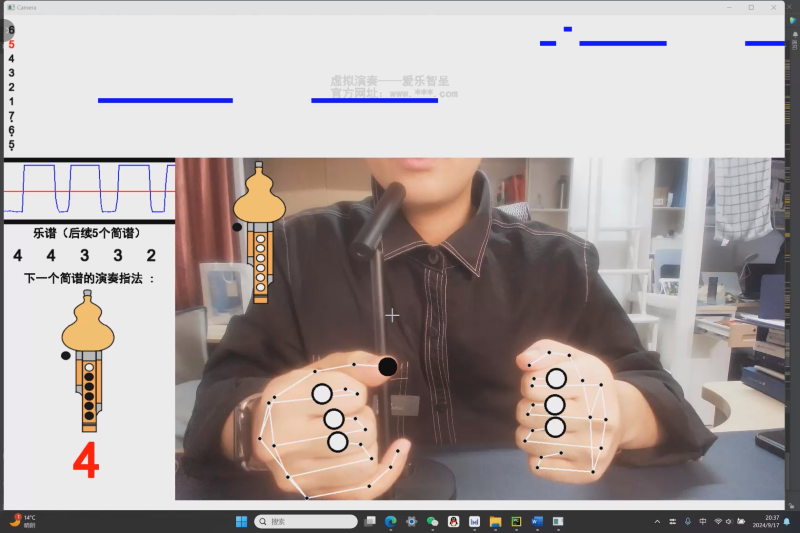 Camera
6
5
4
3
2
1
7
6
5
虚拟演奏——爱乐智呈
官方网址：www.***.com
乐谱（后续5个简谱）
4 4 3 3 2
下一个简谱的演奏指法 ：
4
14°C
晴朗
搜索
中
20:37
2024/9/17